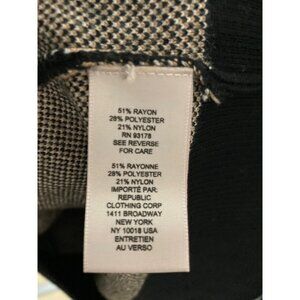 51% RAYON
28% POLYESTER
21% NYLON
RN 93178
SEE REVERSE
FOR CARE
51% RAYONNE
28% POLYESTER
21% NYLON
IMPORTÉ PAR:
REPUBLIC
CLOTHING CORP
1411 BROADWAY
NEW YORK
NY 10018 USA
ENTRETIEN
AU VERSO